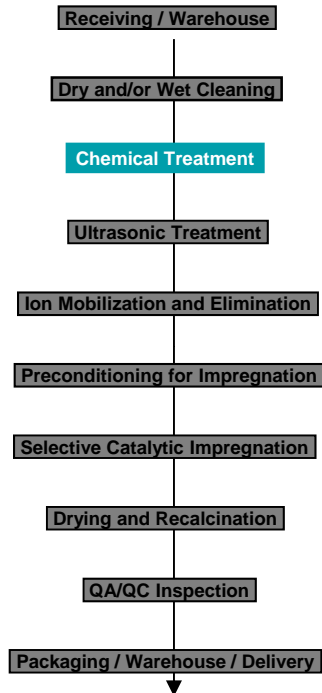 Receiving / Warehouse
Dry and/or Wet Cleaning
Chemical Treatment
Ultrasonic Treatment
Ion Mobilization and Elimination
Preconditioning for Impregnation
Selective Catalytic Impregnation
Drying and Recalcination
QA/QC Inspection
Packaging / Warehouse / Delivery